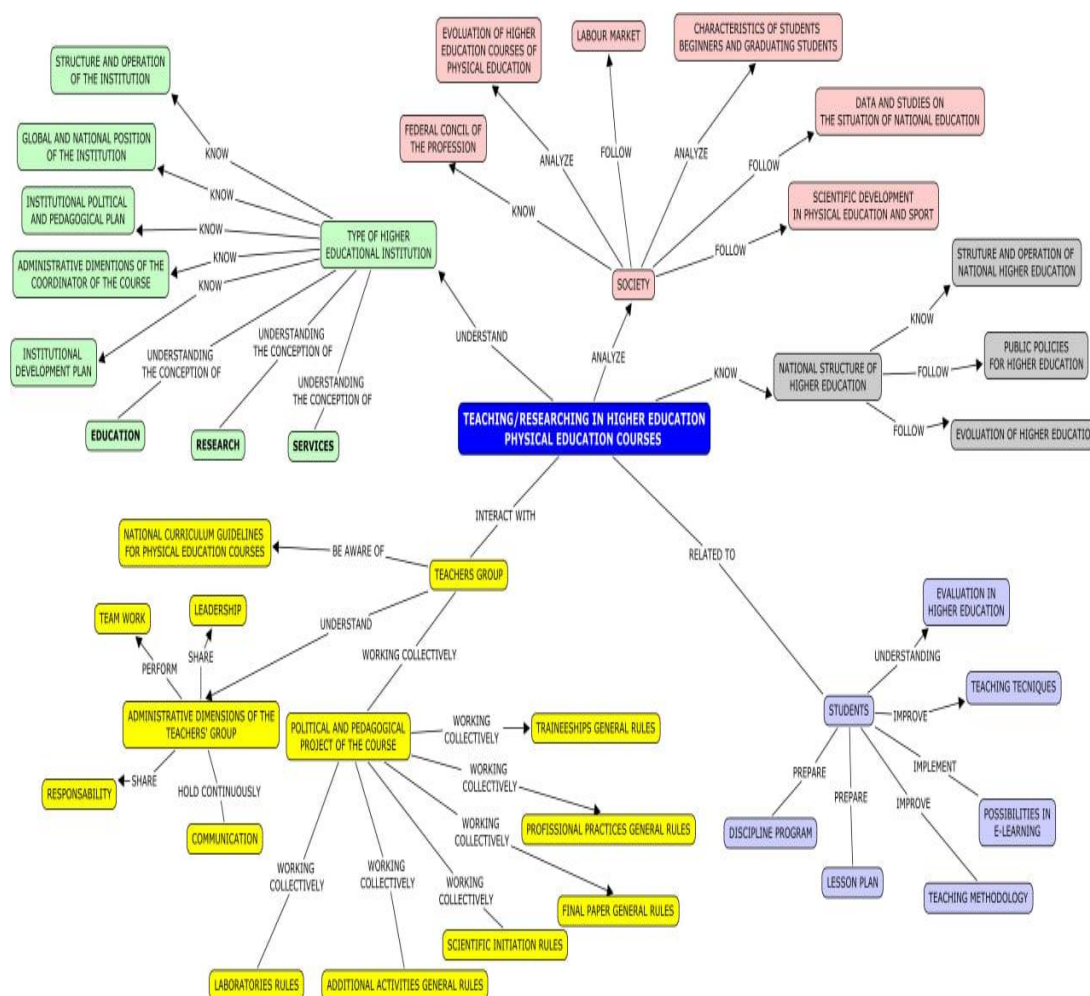 EVOLUTION OF HIGHER
EDUCATION COURSES OF
PHYSICAL EDUCATION
LABOUR MARKET
CHARACTERISTICS OF STUDENTS
BEGINNERS AND GRADUATING STUDENTS
STRUCTURE AND OPERATION
OF THE INSTITUTION
DATA AND STUDIES ON
THE SITUATION OF NATIONAL EDUCATION
FEDERAL CONCIL OF
THE PROFESSION
GLOBAL AND NATIONAL POSITION
OF THE INSTITUTION
KNOW
ANALYZE
FOLLOW
ANALYZE
FOLLOW
KNOW
INSTITUTIONAL POLITICAL
AND PEDAGOGICAL PLAN
KNOW
KNOW
SCIENTIFIC DEVELOPMENT
IN PHYSICAL EDUCATION AND SPORT
TYPE OF HIGHER
EDUCATIONAL INSTITUTION
FOLLOW
ADMINISTRATIVE DIMENTIONS OF THE
COORDINATOR OF THE COURSE
KNOW
KNOW
SOCIETY
STRUTURE AND OPERATION OF
NATIONAL HIGHER EDUCATION
KNOW
UNDERSTAND
ANALYZE
INSTITUTIONAL
DEVELOPMENT PLAN
UNDERSTANDING
THE CONCEPTION OF
UNDERSTANDING
THE CONCEPTION OF
UNDERSTANDING
THE CONCEPTION OF
KNOW
NATIONAL STRUCTURE OF
HIGHER EDUCATION
FOLLOW
PUBLIC POLICIES
FOR HIGHER EDUCATION
FOLLOW
EVOLUTION OF HIGHER EDUCATION
EDUCATION
RESEARCH
SERVICES
TEACHING/RESEARCHING IN HIGHER EDUCATION
PHYSICAL EDUCATION COURSES
INTERACT WITH
RELATED TO
NATIONAL CURRICULUM GUIDELINES
FOR PHYSICAL EDUCATION COURSES
BE AWARE OF
TEACHERS GROUP
TEAM WORK
LEADERSHIP
UNDERSTAND
WORKING COLLECTIVELY
PERFORM
SHARE
ADMINISTRATIVE DIMENSIONS OF THE
TEACHERS' GROUP
POLITICAL AND PEDAGOGICAL
PROJECT OF THE COURSE
WORKING
COLLECTIVELY
TRAINEESHIPS GENERAL RULES
RESPONSABILITY
SHARE
HOLD CONTINUOUSLY
COMMUNICATION
WORKING
COLLECTIVELY
PROFISSIONAL PRACTICES GENERAL RULES
WORKING
COLLECTIVELY
FINAL PAPER GENERAL RULES
WORKING
COLLECTIVELY
WORKING
COLLECTIVELY
WORKING
COLLECTIVELY
SCIENTIFIC INITIATION RULES
LABORATORIES RULES
ADDITIONAL ACTIVITIES GENERAL RULES
EVALUATION IN
HIGHER EDUCATION
UNDERSTANDING
TEACHING TECNIQUES
STUDENTS
IMPROVE
PREPARE
PREPARE
IMPROVE
IMPLEMENT
DISCIPLINE PROGRAM
POSSIBILITIES IN
E-LEARNING
LESSON PLAN
TEACHING METHODOLOGY